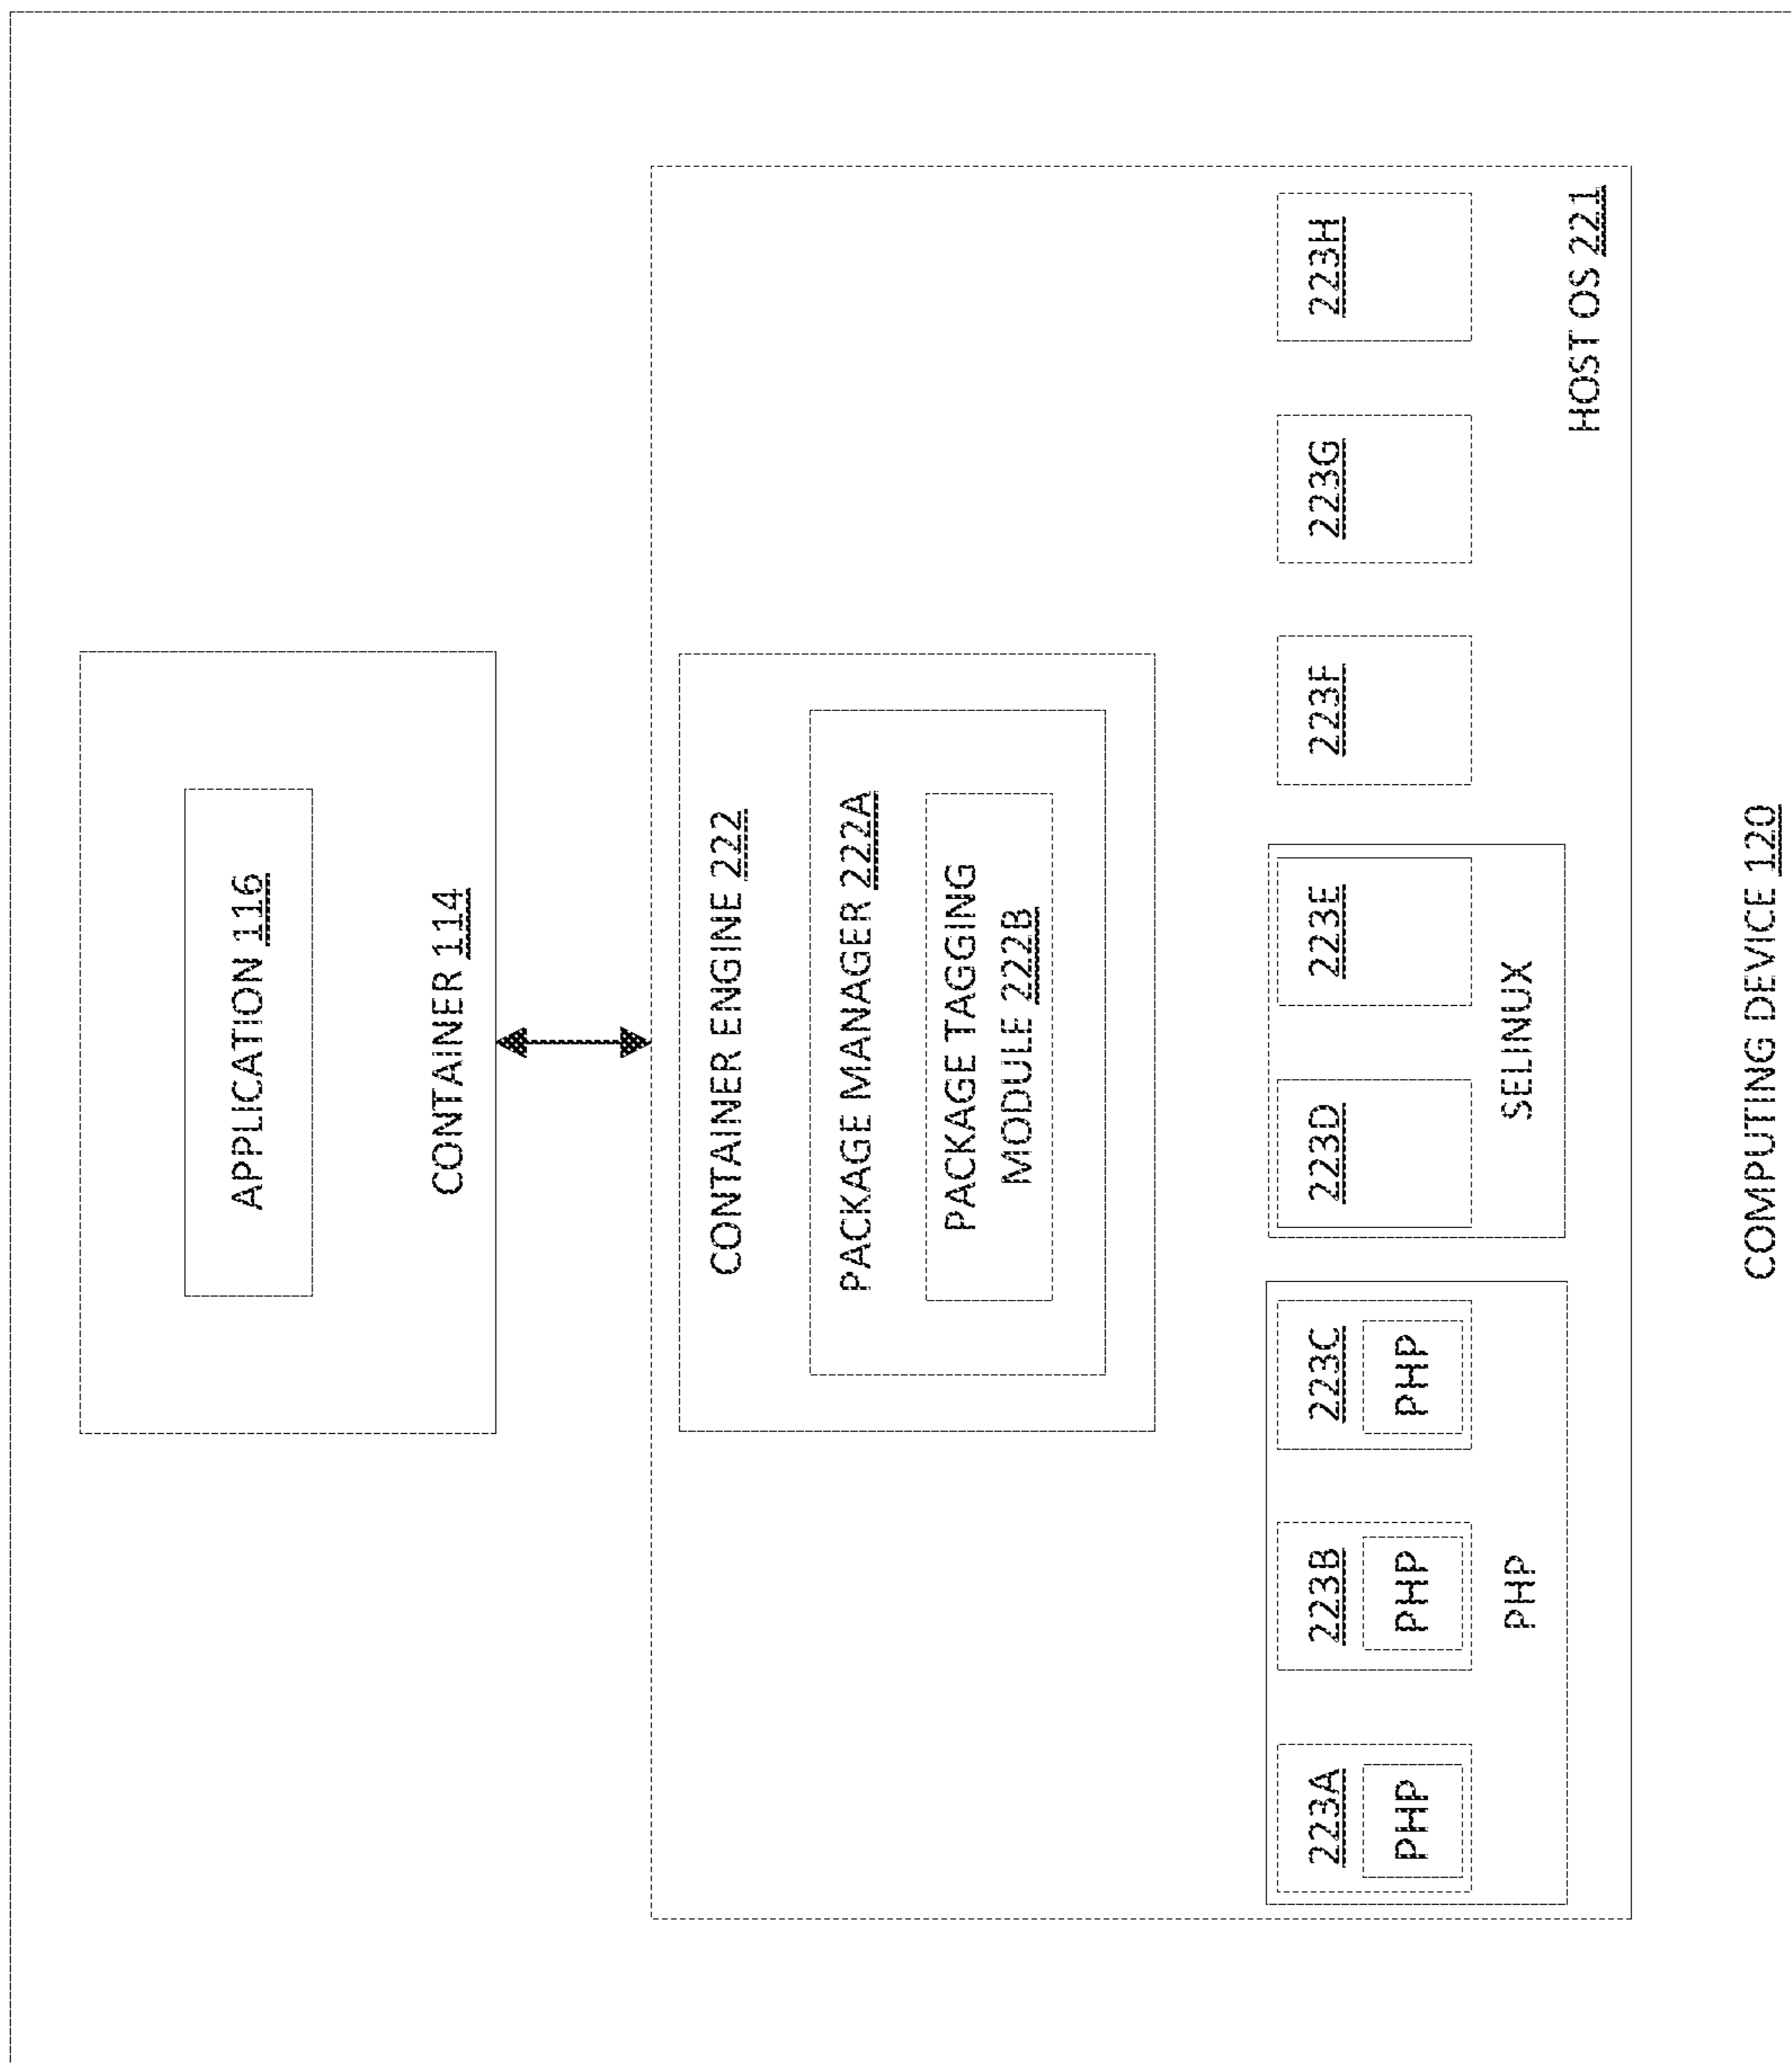 APPLICATION 116
CONTAINER 114
CONTAINER ENGINE 222
PACKAGE MANAGER 222A
PACKAGE TAGGING
MODULE 222B
223A
223B
223C
223D
223E
223F
223G
223H
PHP
PHP
PHP
PHP
SELINUX
HOST OS 221
COMPUTING DEVICE 120